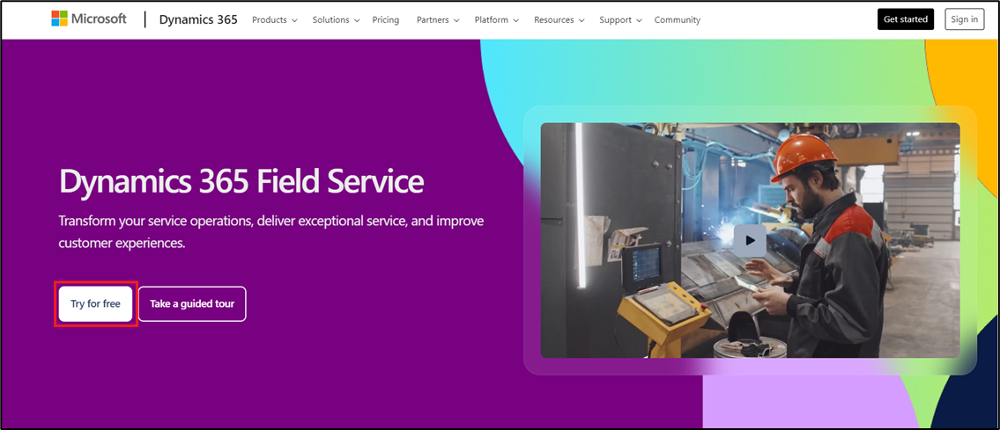 Microsoft Dynamics 365 Products Solutions Pricing Partners Platform Resources Support Community Get started Sign in
Dynamics 365 Field Service
Transform your service operations, deliver exceptional service, and improve
customer experiences.
Try for free Take a guided tour